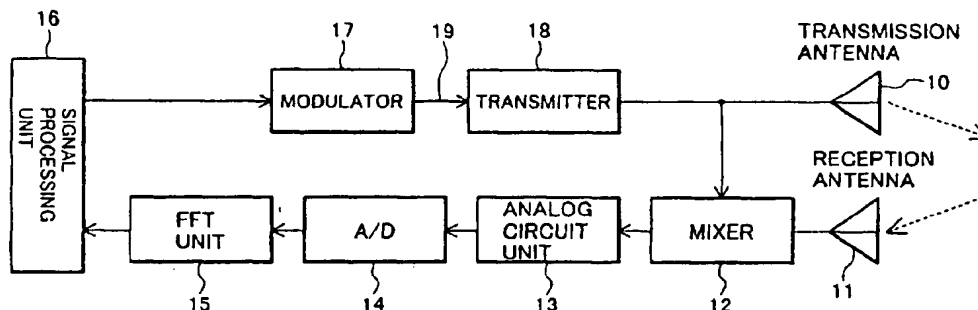 16
17
19
18
TRANSMISSION
ANTENNA
10
SIGNAL
PROCESSING
UNIT
MODULATOR
TRANSMITTER
RECEPTION
ANTENNA
FFT
UNIT
A/D
ANALOG
CIRCUIT
UNIT
MIXER
15
14
13
12
11